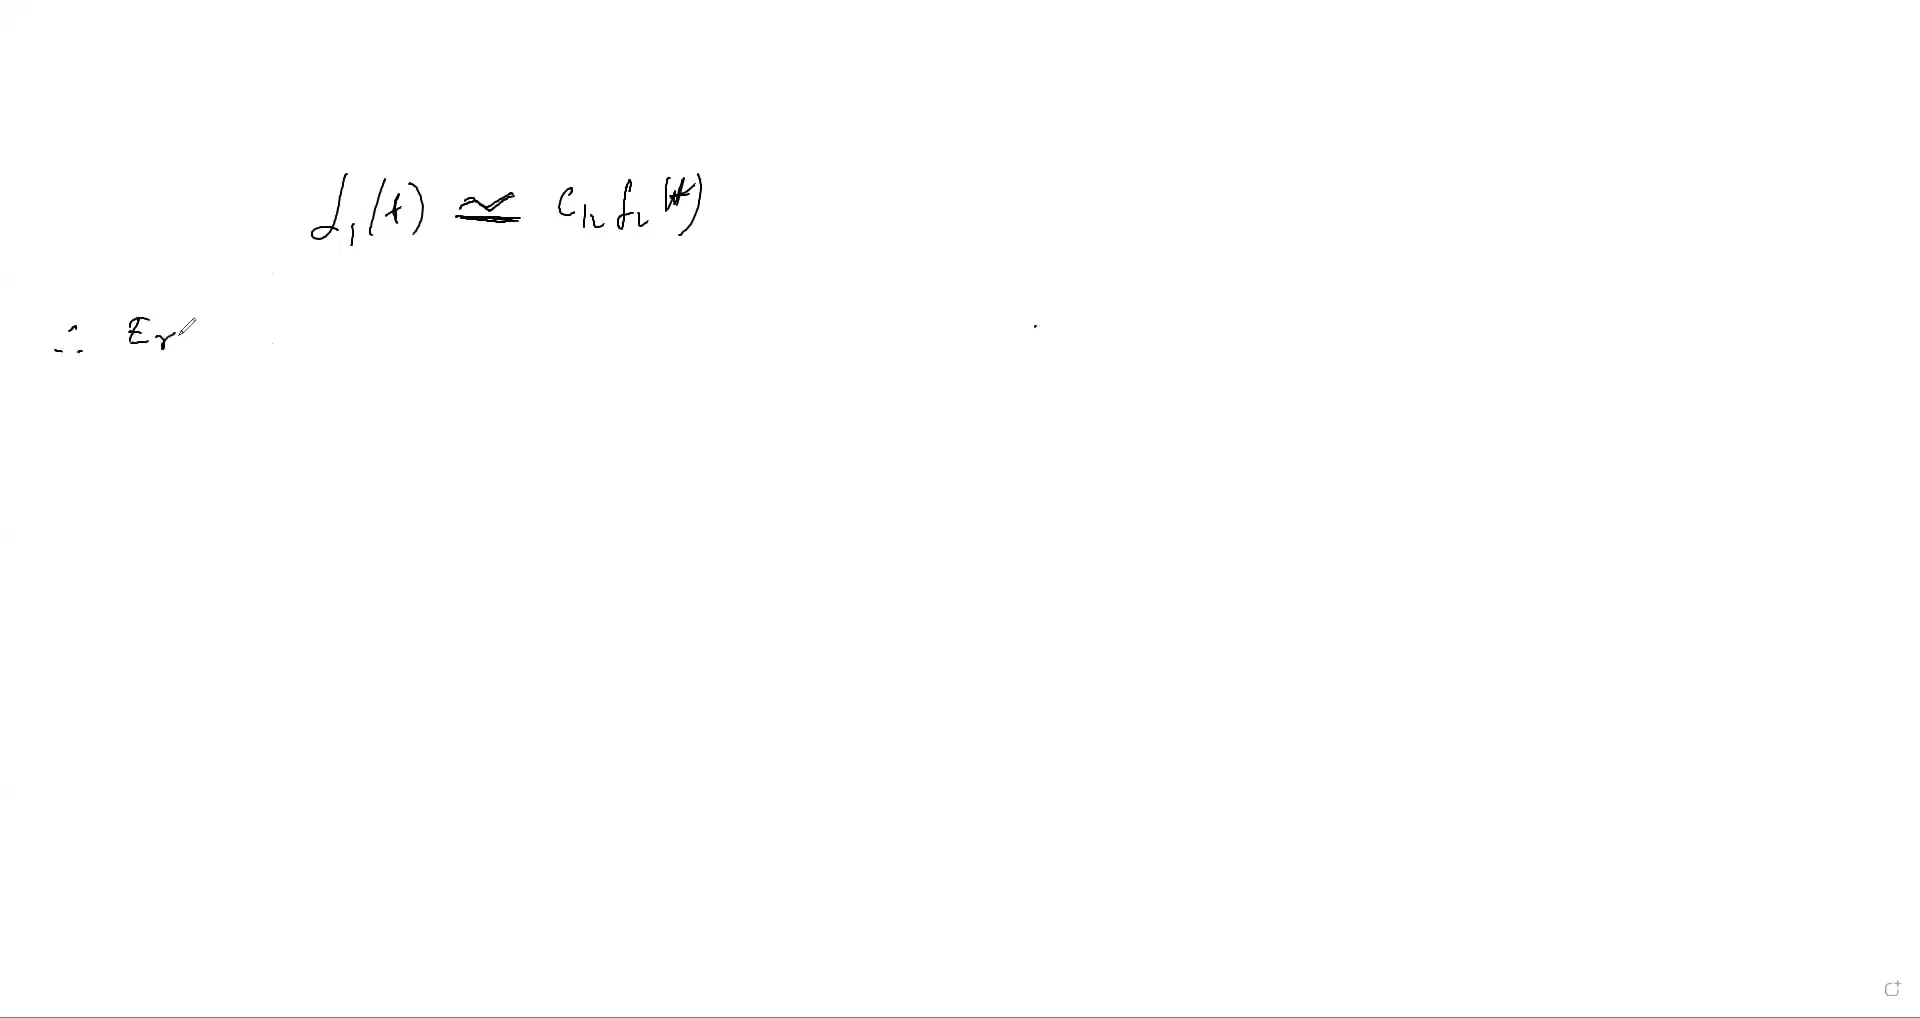 f₁(t) ≃ C₁₂ f₂(t)
∴ Er